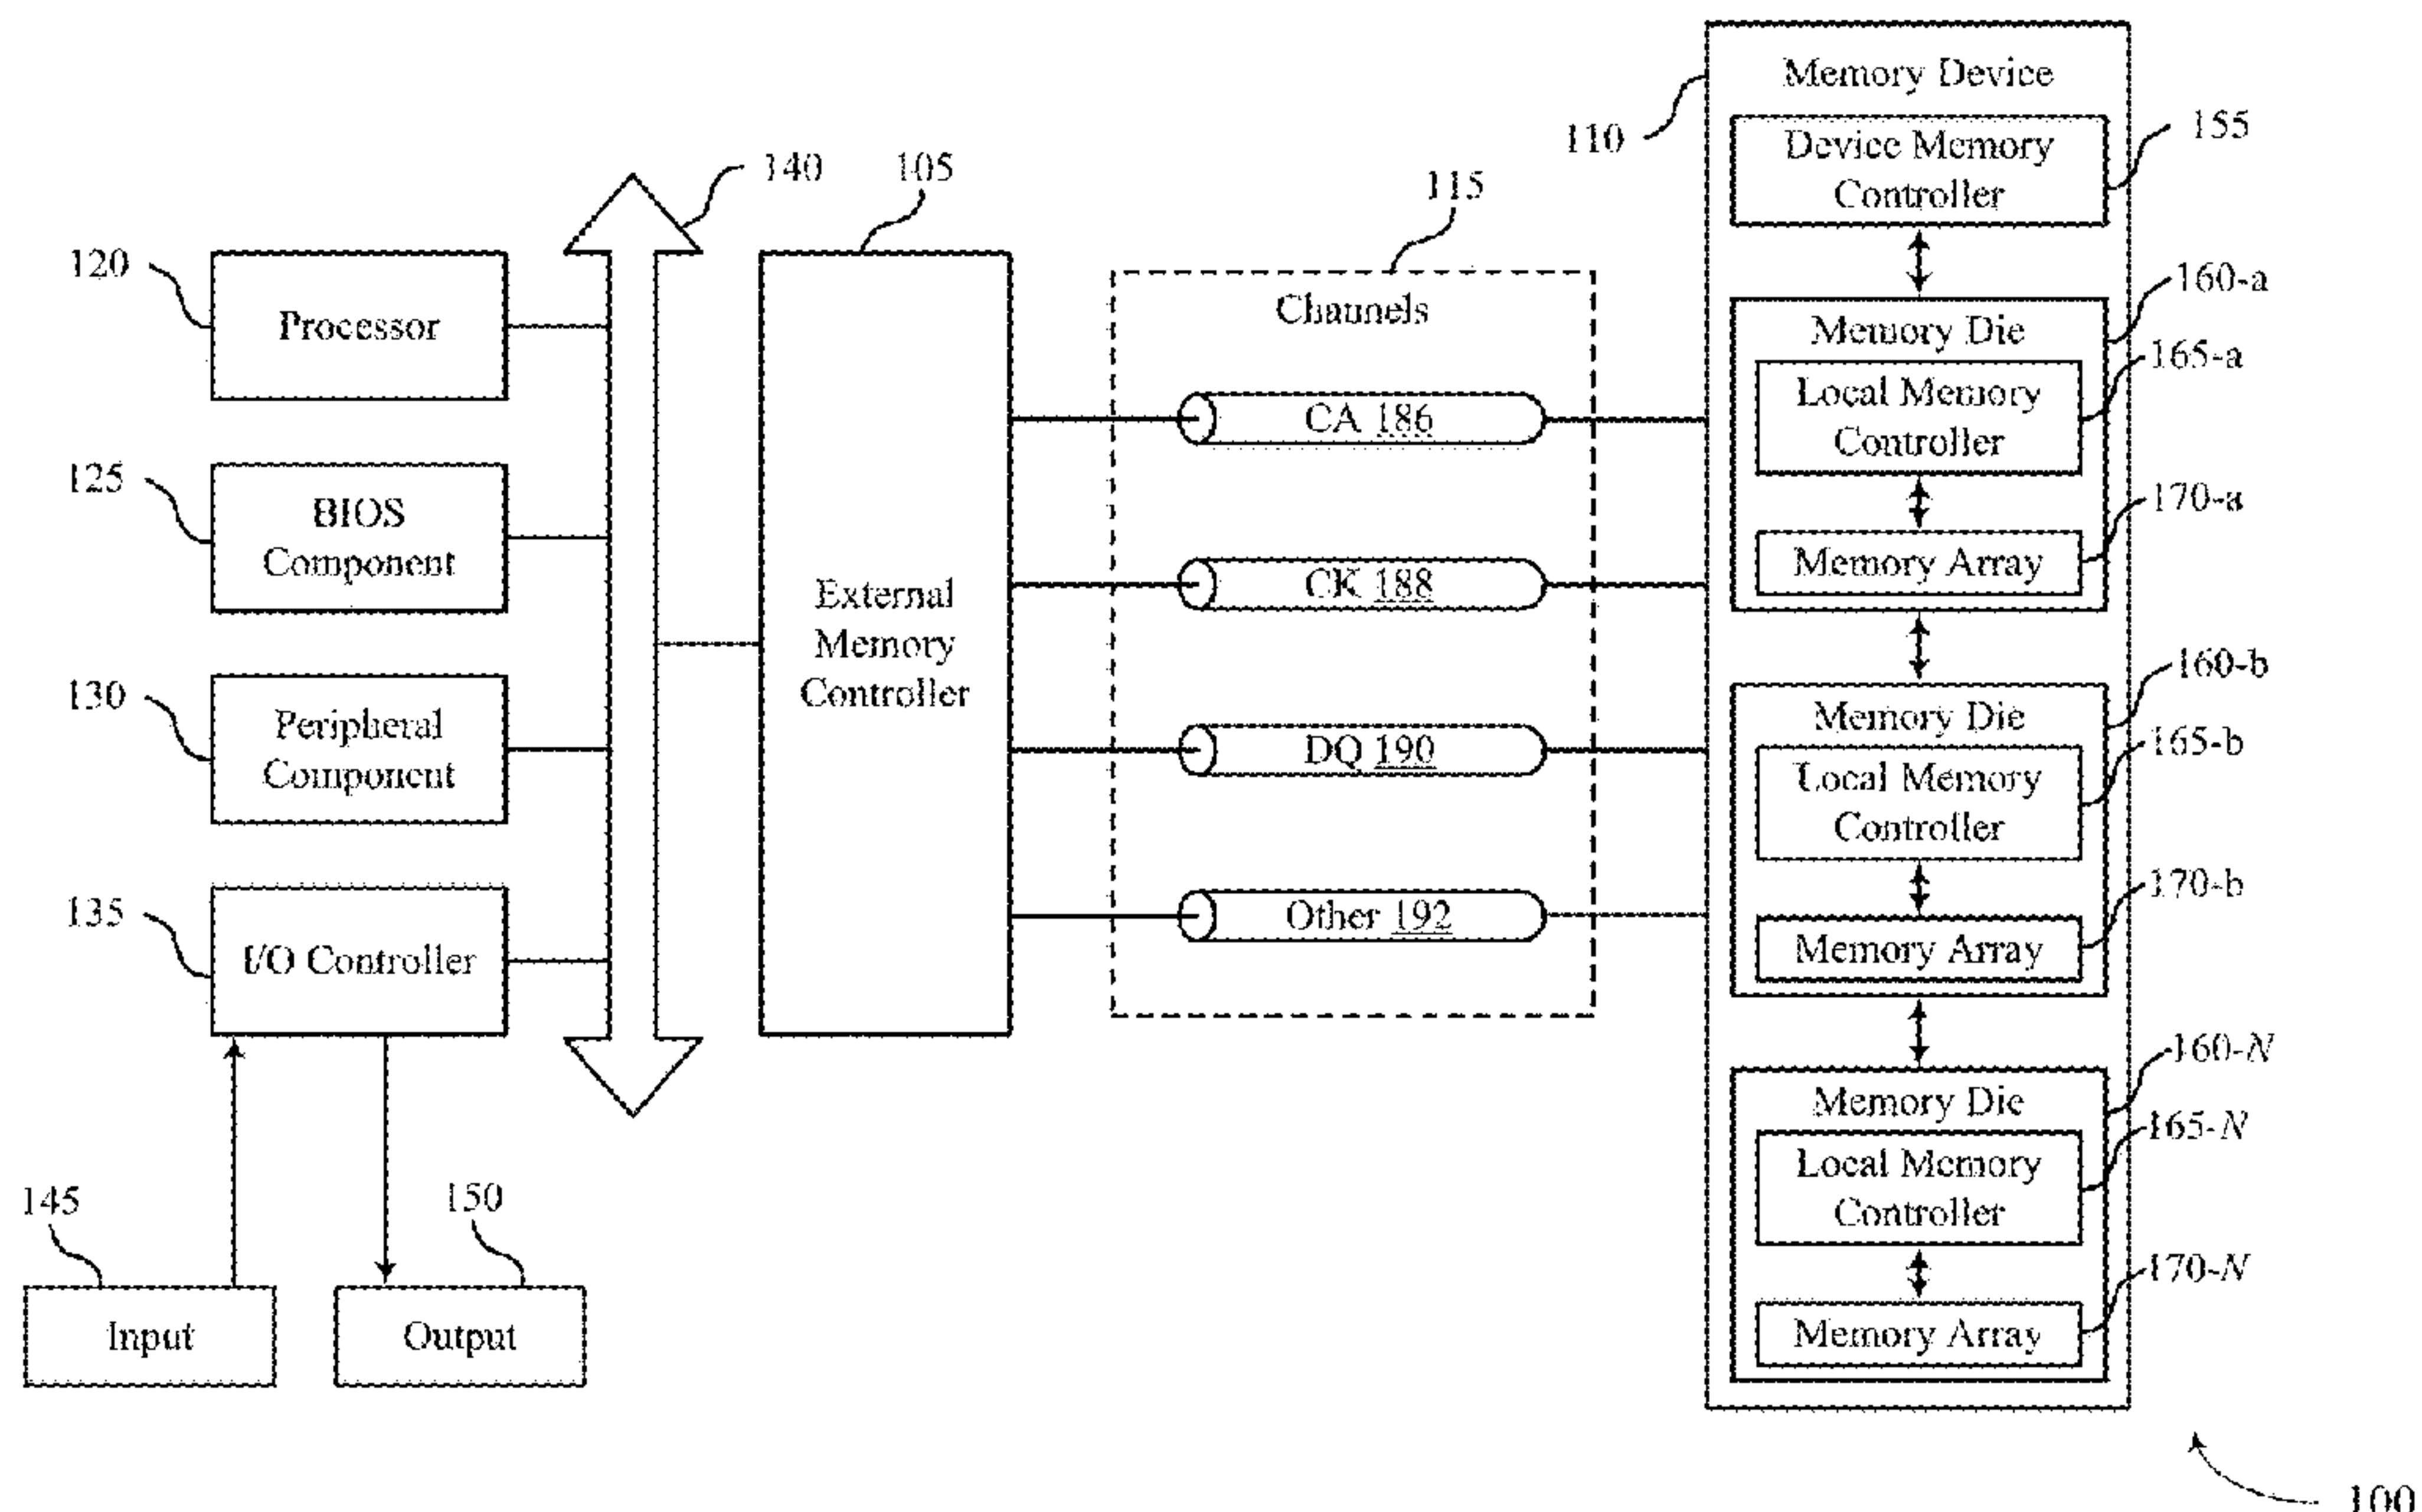 140
105
120
Processor
125
BIOS
Component
130
Peripheral
Component
135
I/O Controller
145
Input
150
Output
External
Memory
Controller
115
Channels
CA 186
CK 188
DQ 190
Other 192
110
Memory Device
Device Memory
Controller
155
160-a
Memory Die
165-a
Local Memory
Controller
170-a
Memory Array
160-b
Memory Die
165-b
Local Memory
Controller
170-b
Memory Array
160-N
Memory Die
165-N
Local Memory
Controller
170-N
Memory Array
100